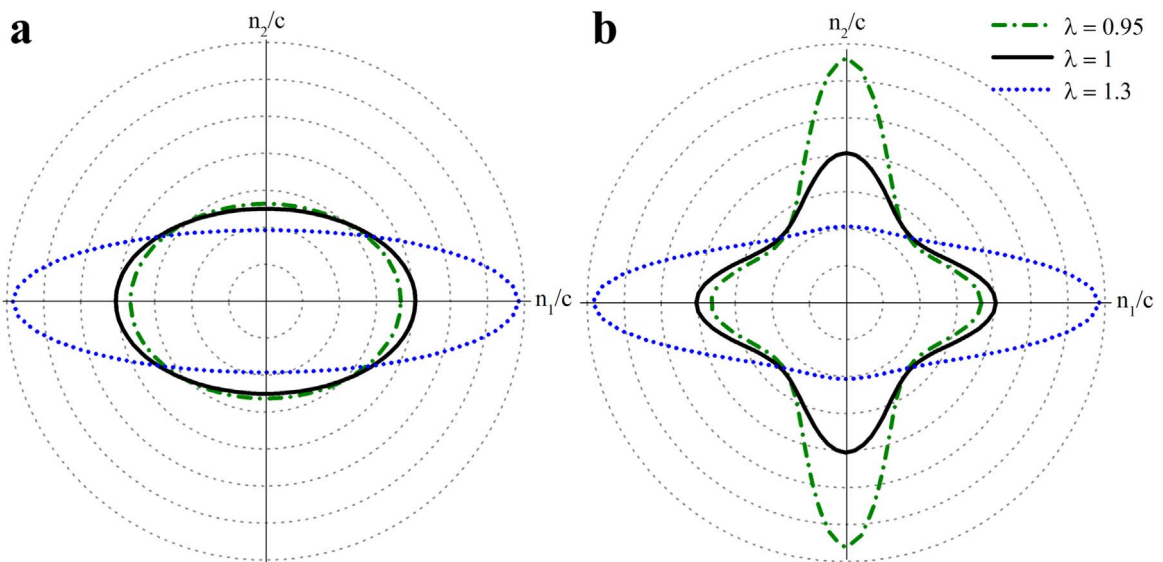 a
n₂/c
n₁/c
b
n₂/c
n₁/c
λ = 0.95
λ = 1
λ = 1.3